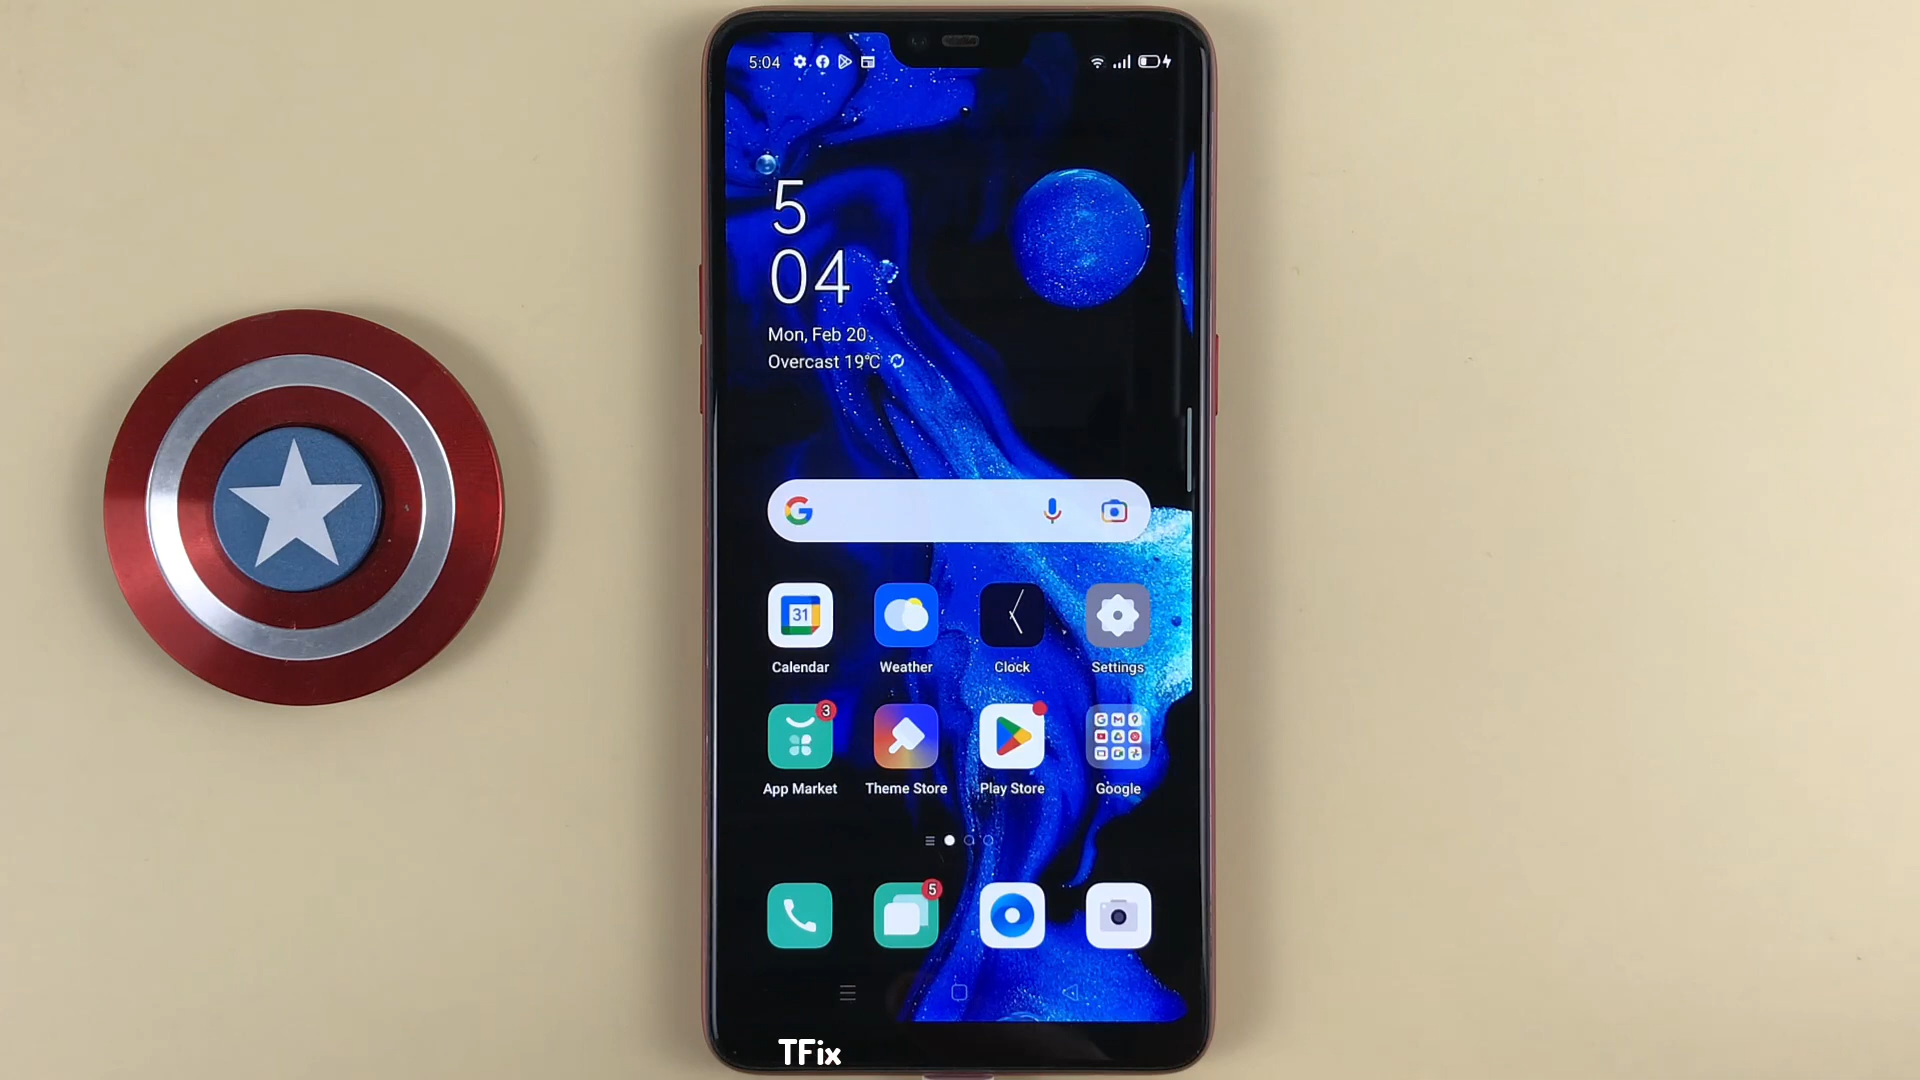 5:04
5
04
Mon, Feb 20
Overcast 19°C
G
31
Calendar
Weather
Clock
Settings
3
App Market
Theme Store
Play Store
Google
5
TFix